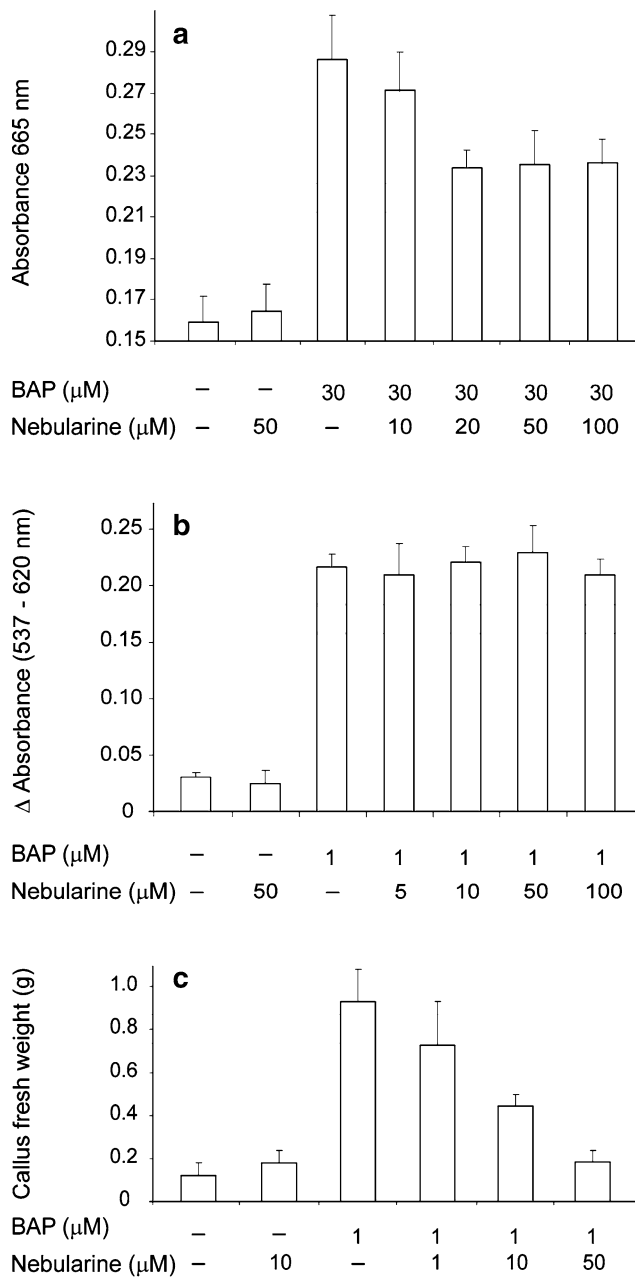 a
Absorbance 665 nm
0.29
0.27
0.25
0.23
0.21
0.19
0.17
0.15
BAP (μM) – – 30 30 30 30 30
Nebularine (μM) – 50 – 10 20 50 100
b
Δ Absorbance (537 - 620 nm)
0.25
0.20
0.15
0.10
0.05
0
BAP (μM) – – 1 1 1 1 1
Nebularine (μM) – 50 – 5 10 50 100
c
Callus fresh weight (g)
1.0
0.8
0.6
0.4
0.2
0
BAP (μM) – – 1 1 1 1
Nebularine (μM) – 10 – 1 10 50